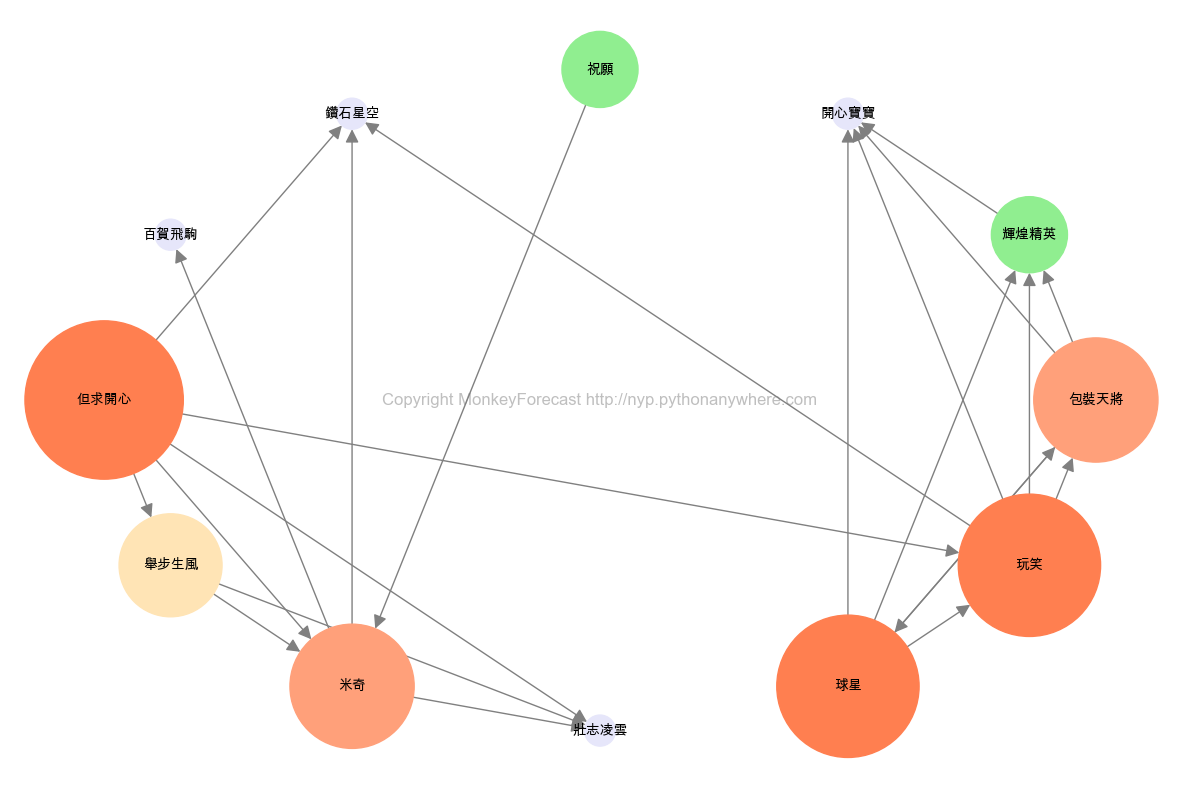 祝願
鑽石星空
開心寶寶
百賀飛駒
輝煌精英
但求開心
Copyright MonkeyForecast http://nyp.pythonanywhere.com
包裝天將
舉步生風
玩笑
米奇
球星
壯志凌雲